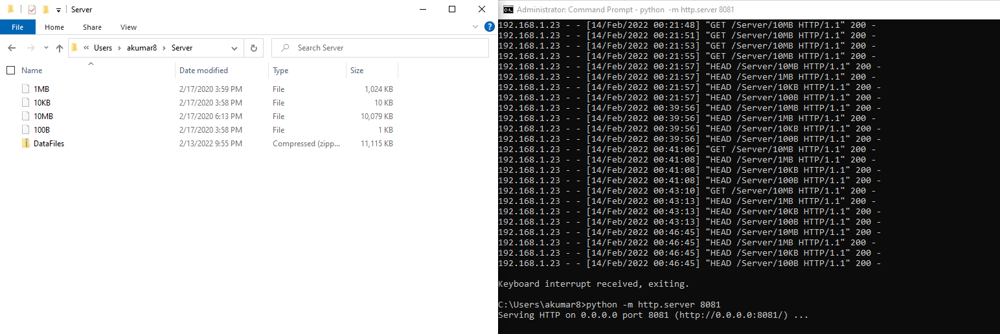 Server
File Home Share View
Users akumar8 Server Search Server
Name Date modified Type Size
1MB 2/17/2020 3:59 PM File 1,024 KB
10KB 2/17/2020 3:58 PM File 10 KB
10MB 2/17/2020 6:13 PM File 10,079 KB
100B 2/17/2020 3:58 PM File 1 KB
DataFiles 2/13/2022 9:55 PM Compressed (zipp... 11,115 KB
Administrator: Command Prompt - python  -m http.server 8081
192.168.1.23 - - [14/Feb/2022 00:21:48] "GET /Server/10MB HTTP/1.1" 200 -
192.168.1.23 - - [14/Feb/2022 00:21:51] "GET /Server/10MB HTTP/1.1" 200 -
192.168.1.23 - - [14/Feb/2022 00:21:53] "GET /Server/10MB HTTP/1.1" 200 -
192.168.1.23 - - [14/Feb/2022 00:21:55] "GET /Server/10MB HTTP/1.1" 200 -
192.168.1.23 - - [14/Feb/2022 00:21:57] "HEAD /Server/10MB HTTP/1.1" 200 -
192.168.1.23 - - [14/Feb/2022 00:21:57] "HEAD /Server/1MB HTTP/1.1" 200 -
192.168.1.23 - - [14/Feb/2022 00:21:57] "HEAD /Server/10KB HTTP/1.1" 200 -
192.168.1.23 - - [14/Feb/2022 00:21:57] "HEAD /Server/100B HTTP/1.1" 200 -
192.168.1.23 - - [14/Feb/2022 00:39:56] "HEAD /Server/10MB HTTP/1.1" 200 -
192.168.1.23 - - [14/Feb/2022 00:39:56] "HEAD /Server/1MB HTTP/1.1" 200 -
192.168.1.23 - - [14/Feb/2022 00:39:56] "HEAD /Server/10KB HTTP/1.1" 200 -
192.168.1.23 - - [14/Feb/2022 00:39:56] "HEAD /Server/100B HTTP/1.1" 200 -
192.168.1.23 - - [14/Feb/2022 00:41:06] "GET /Server/10MB HTTP/1.1" 200 -
192.168.1.23 - - [14/Feb/2022 00:41:08] "HEAD /Server/1MB HTTP/1.1" 200 -
192.168.1.23 - - [14/Feb/2022 00:41:08] "HEAD /Server/10KB HTTP/1.1" 200 -
192.168.1.23 - - [14/Feb/2022 00:41:08] "HEAD /Server/100B HTTP/1.1" 200 -
192.168.1.23 - - [14/Feb/2022 00:43:10] "GET /Server/10MB HTTP/1.1" 200 -
192.168.1.23 - - [14/Feb/2022 00:43:13] "HEAD /Server/1MB HTTP/1.1" 200 -
192.168.1.23 - - [14/Feb/2022 00:43:13] "HEAD /Server/10KB HTTP/1.1" 200 -
192.168.1.23 - - [14/Feb/2022 00:43:13] "HEAD /Server/100B HTTP/1.1" 200 -
192.168.1.23 - - [14/Feb/2022 00:46:45] "HEAD /Server/10MB HTTP/1.1" 200 -
192.168.1.23 - - [14/Feb/2022 00:46:45] "HEAD /Server/1MB HTTP/1.1" 200 -
192.168.1.23 - - [14/Feb/2022 00:46:45] "HEAD /Server/10KB HTTP/1.1" 200 -
192.168.1.23 - - [14/Feb/2022 00:46:45] "HEAD /Server/100B HTTP/1.1" 200 -
Keyboard interrupt received, exiting.
C:\Users\akumar8>python -m http.server 8081
Serving HTTP on 0.0.0.0 port 8081 (http://0.0.0.0:8081/) ...